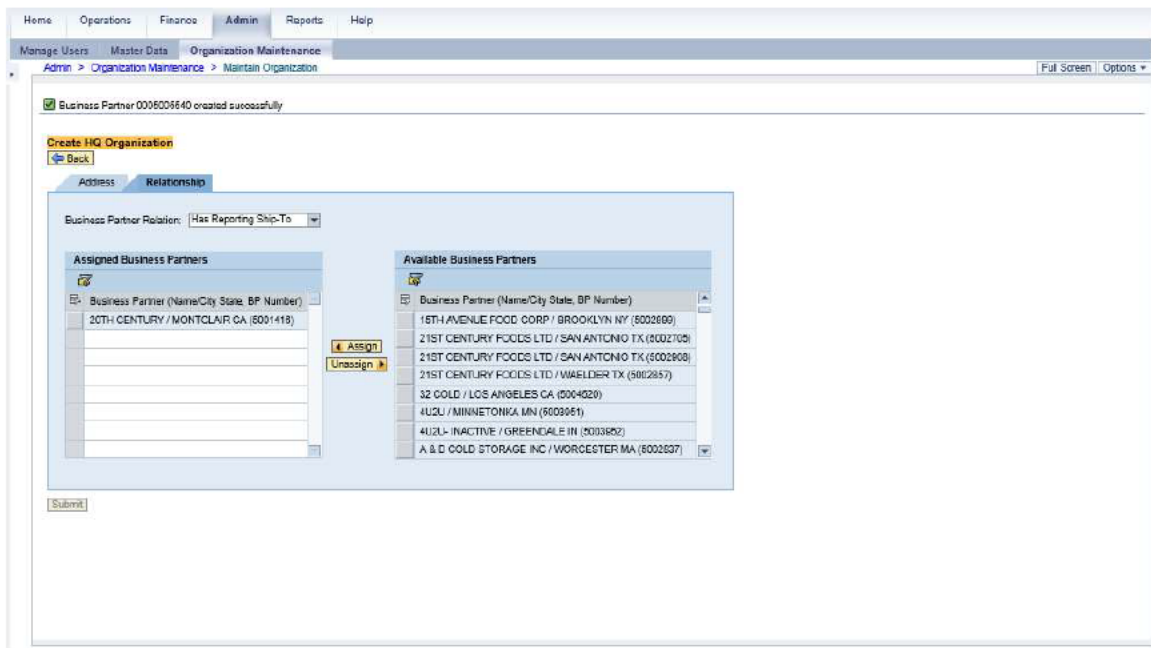 Home Operations Finance Admin Reports Help
Manage Users Master Data Organization Maintenance
Admin > Organization Maintenance > Maintain Organization Full Screen Options
Business Partner 0005005540 created successfully
Create HQ Organization
Back
Address Relationship
Business Partner Relation: Has Reporting Ship-To
Assigned Business Partners Available Business Partners
Business Partner (Name/City State, BP Number) Business Partner (Name/City State, BP Number)
20TH CENTURY / MONTCLAIR CA (5001418) 15TH AVENUE FOOD CORP / BROOKLYN NY (5002699)
21ST CENTURY FOODS LTD / SAN ANTONIO TX (5002705)
Assign
21ST CENTURY FOODS LTD / SAN ANTONIO TX (5002908)
Unassign
21ST CENTURY FOODS LTD / WAELDER TX (5002857)
32 COLD / LOS ANGELES CA (5004520)
4U2U / MINNETONKA MN (5003951)
4U2U- INACTIVE / GREENDALE IN (5003952)
A & D COLD STORAGE INC / WORCESTER MA (5002837)
Submit